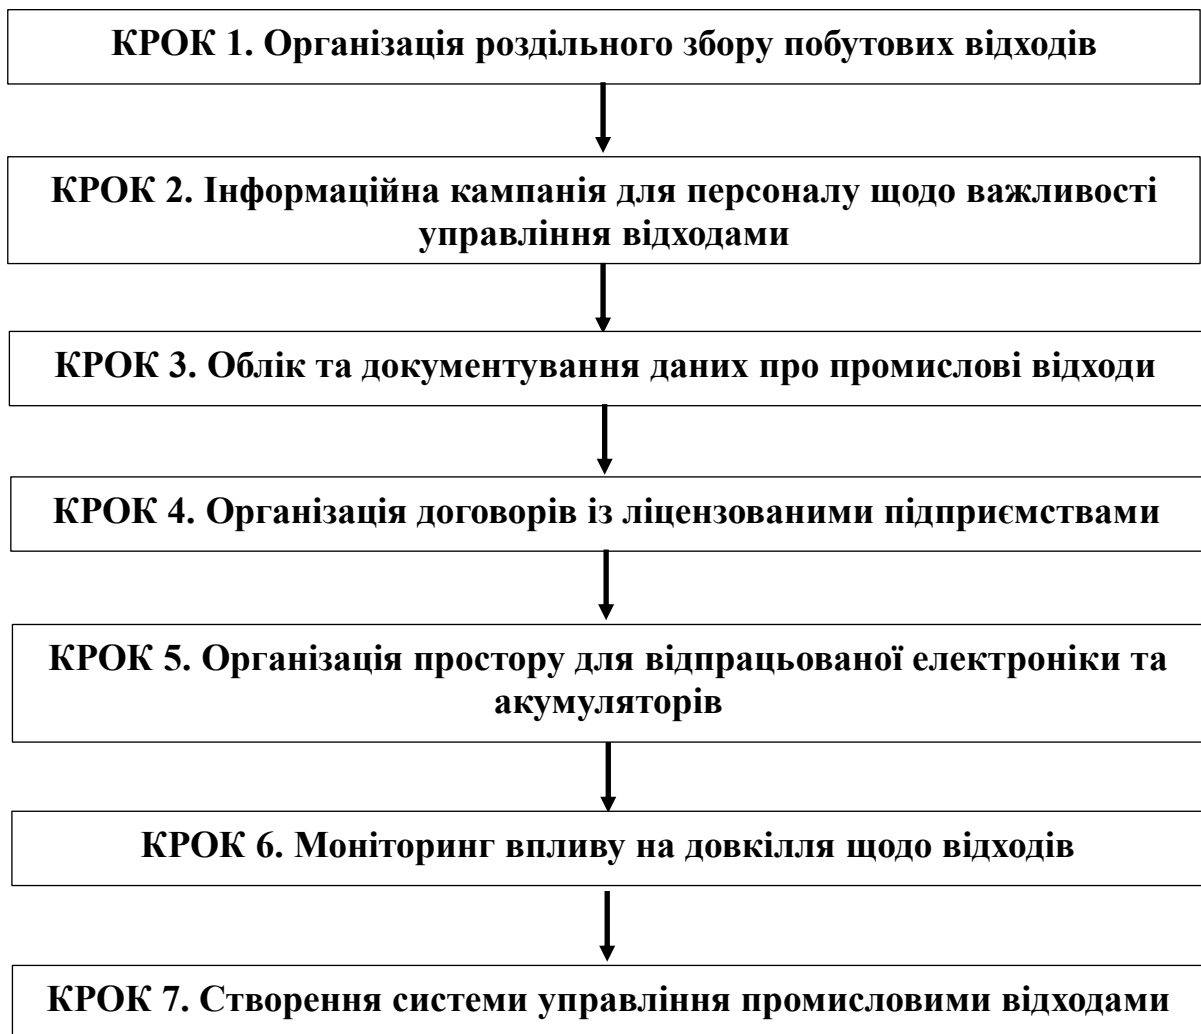 КРОК 1. Організація роздільного збору побутових відходів
КРОК 2. Інформаційна кампанія для персоналу щодо важливості
управління відходами
КРОК 3. Облік та документування даних про промислові відходи
КРОК 4. Організація договорів із ліцензованими підприємствами
КРОК 5. Організація простору для відпрацьованої електроніки та
акумуляторів
КРОК 6. Моніторинг впливу на довкілля щодо відходів
КРОК 7. Створення системи управління промисловими відходами